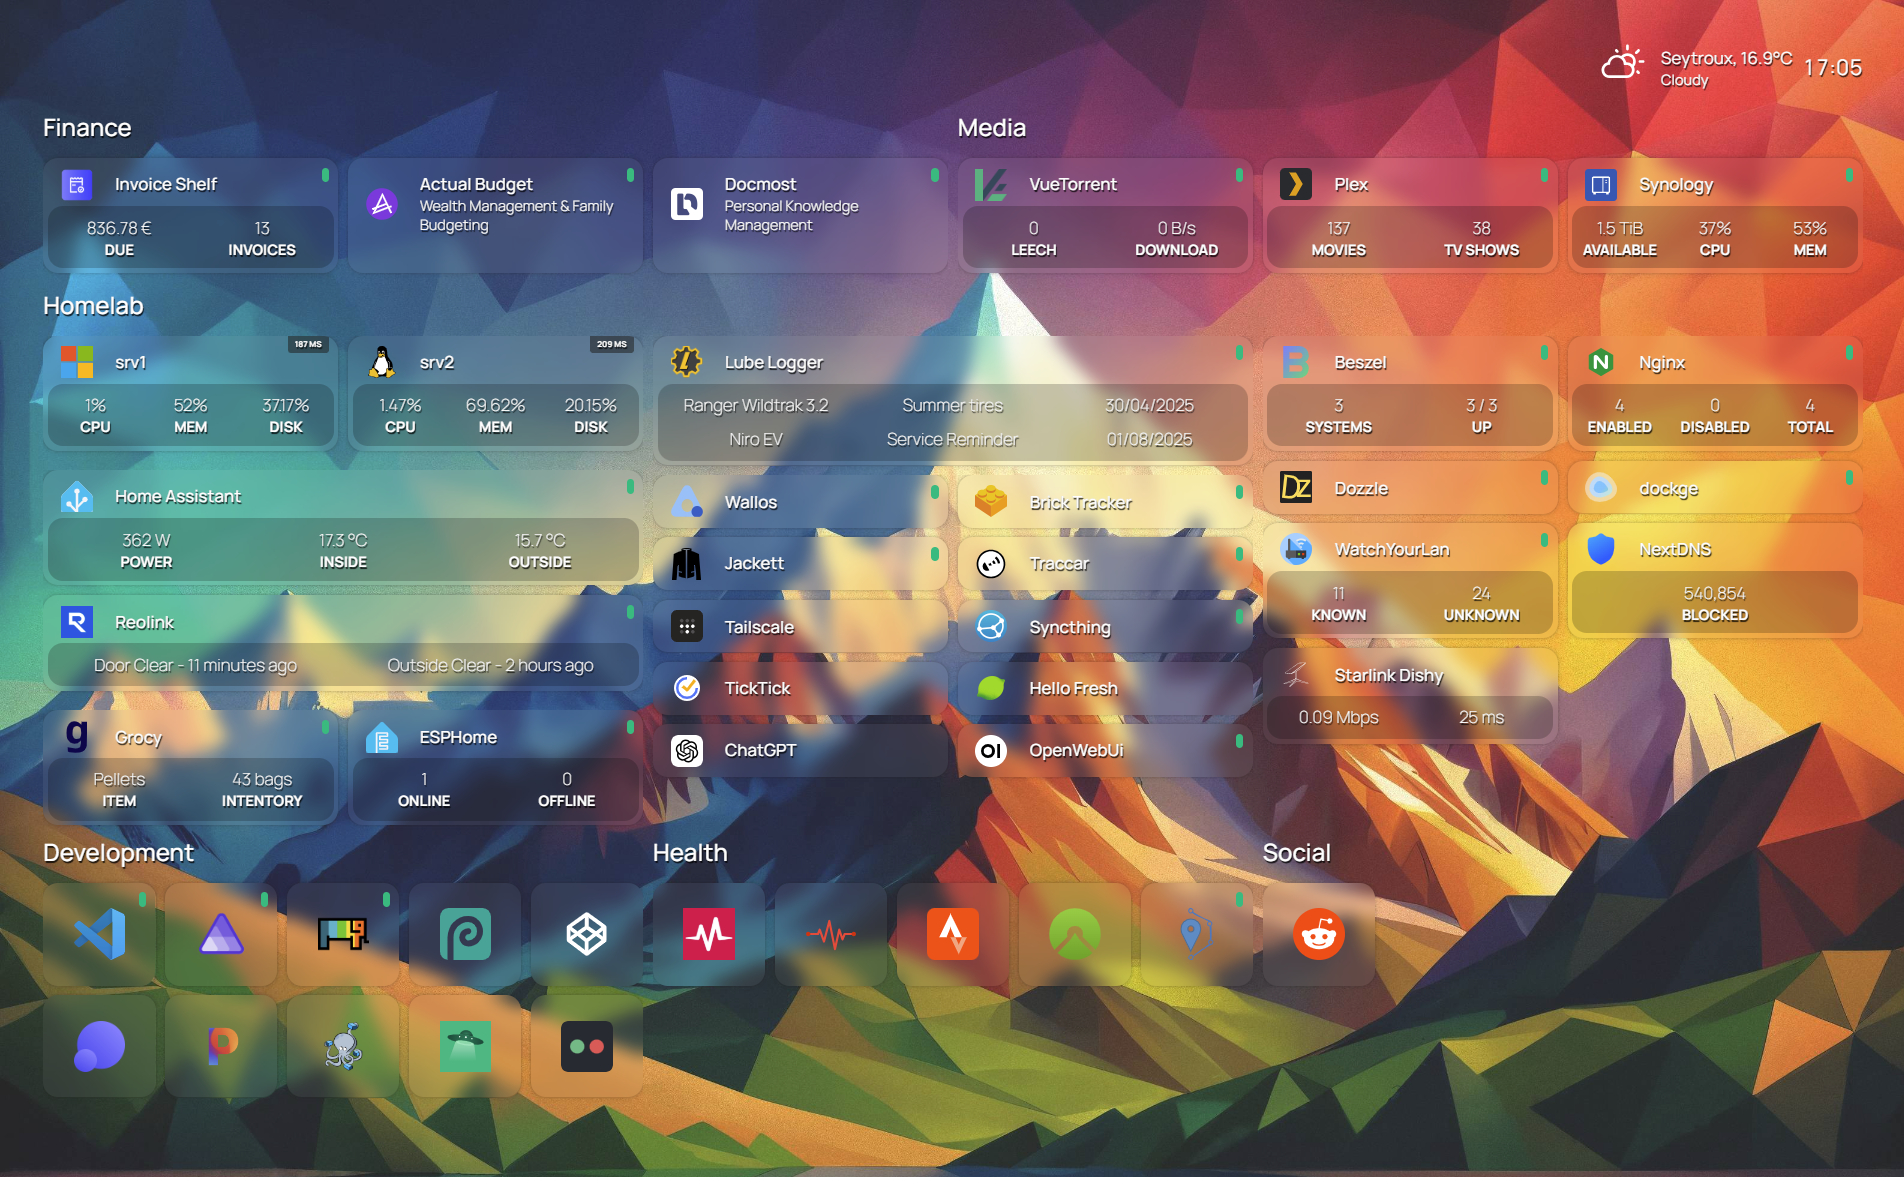 Seytroux, 16.9°C
Cloudy
17:05
Finance
Invoice Shelf
836.78 €
DUE
13
INVOICES
Actual Budget
Wealth Management & Family
Budgeting
Docmost
Personal Knowledge
Management
Media
VueTorrent
0
LEECH
0 B/s
DOWNLOAD
Plex
137
MOVIES
38
TV SHOWS
Synology
1.5 TiB
AVAILABLE
37%
CPU
53%
MEM
Homelab
srv1
187 MS
1%
CPU
52%
MEM
37.17%
DISK
srv2
209 MS
1.47%
CPU
69.62%
MEM
20.15%
DISK
Home Assistant
362 W
POWER
17.3 °C
INSIDE
15.7 °C
OUTSIDE
Reolink
Door Clear - 11 minutes ago
Outside Clear - 2 hours ago
g
Grocy
Pellets
ITEM
43 bags
INTENTORY
ESPHome
1
ONLINE
0
OFFLINE
Lube Logger
Ranger Wildtrak 3.2
Summer tires
30/04/2025
Niro EV
Service Reminder
01/08/2025
Wallos
Brick Tracker
Jackett
Traccar
Tailscale
Syncthing
TickTick
Hello Fresh
ChatGPT
OI
OpenWebUi
B
Beszel
3
SYSTEMS
3 / 3
UP
N
Nginx
4
ENABLED
0
DISABLED
4
TOTAL
DZ
Dozzle
dockge
WatchYourLan
11
KNOWN
24
UNKNOWN
NextDNS
540,854
BLOCKED
Starlink Dishy
0.09 Mbps
25 ms
Development
Health
Social